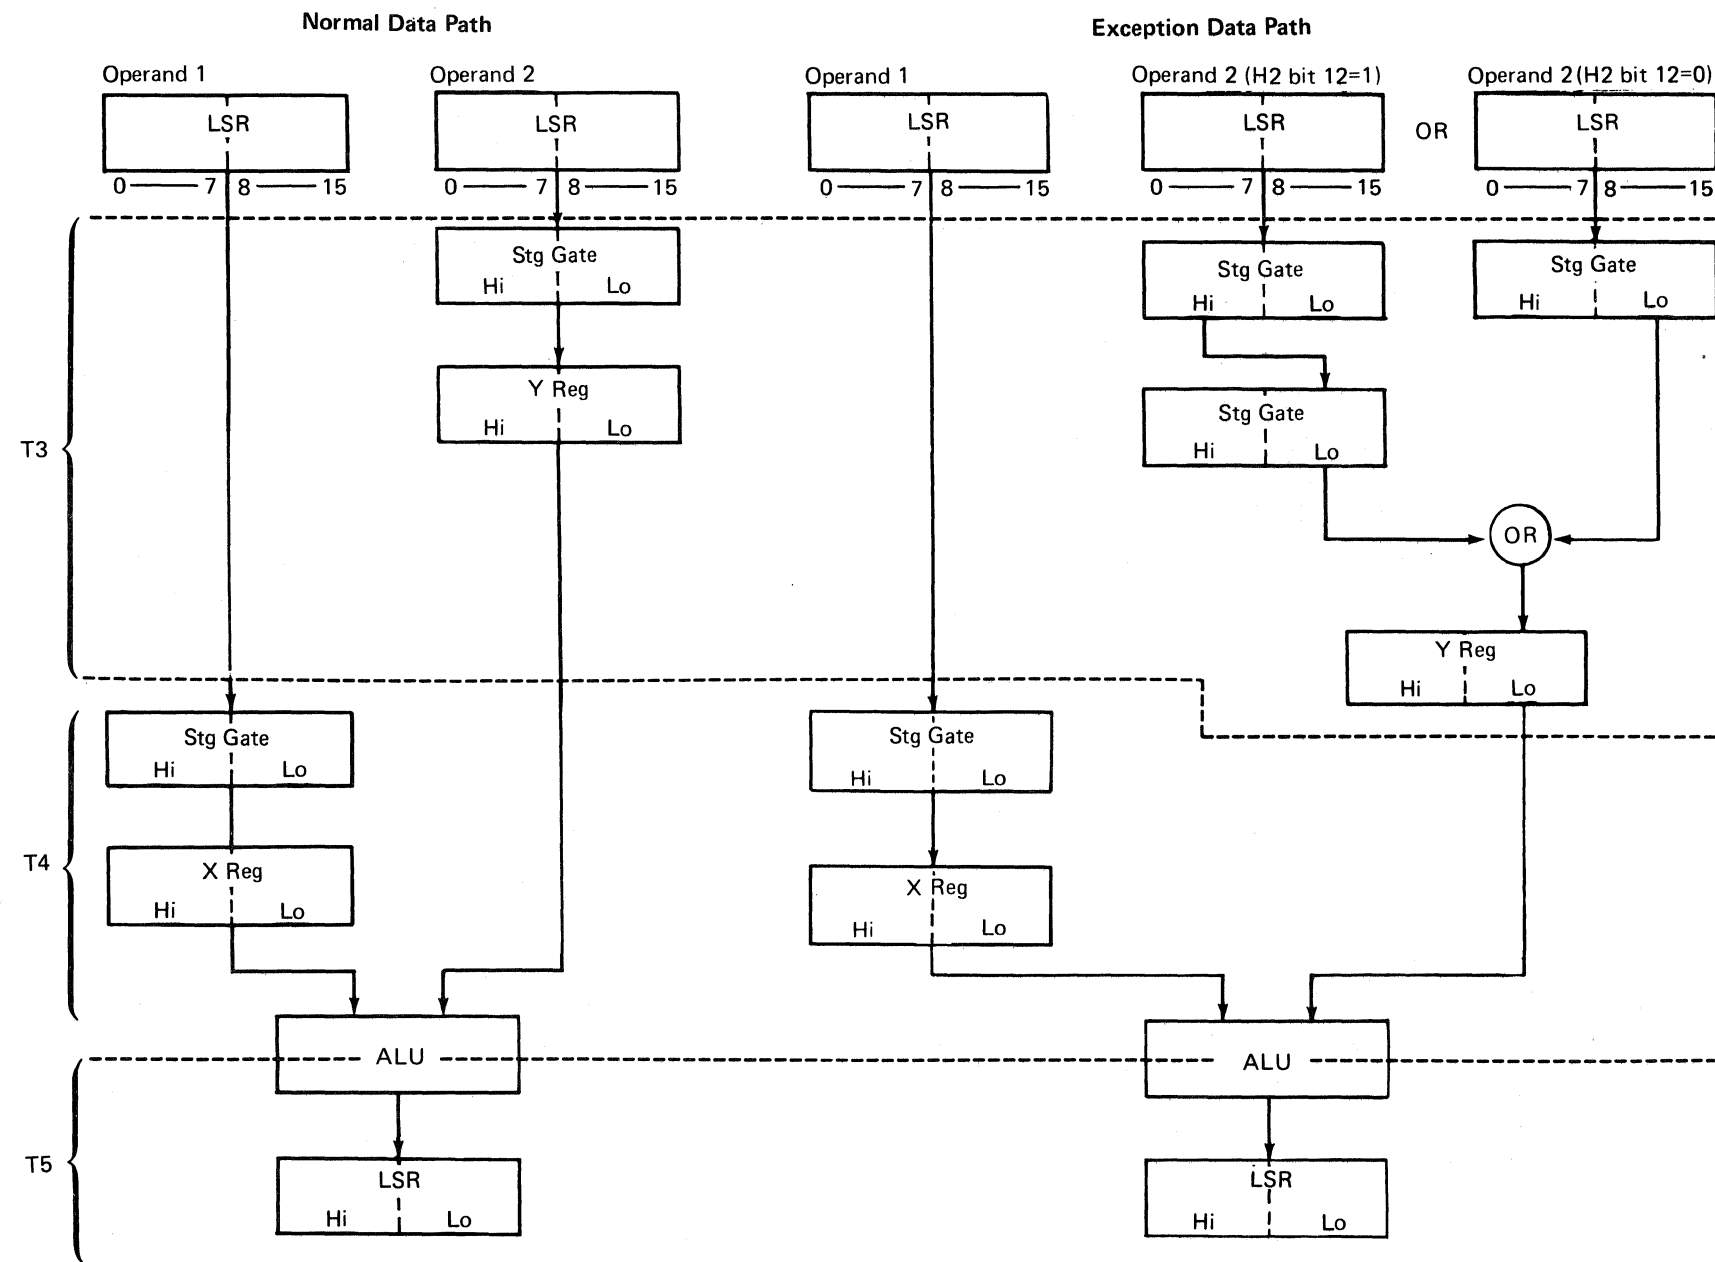 Normal Data Path
Exception Data Path
Operand 1
Operand 2
Operand 1
Operand 2 (H2 bit 12=1)
Operand 2 (H2 bit 12=0)
LSR
LSR
LSR
LSR
OR
LSR
0 7 8 15
0 7 8 15
0 7 8 15
0 7 8 15
0 7 8 15
T3
Stg Gate
Hi Lo
Y Reg
Hi Lo
Stg Gate
Hi Lo
Stg Gate
Hi Lo
Stg Gate
Hi Lo
OR
Y Reg
Hi Lo
T4
Stg Gate
Hi Lo
X Reg
Hi Lo
Stg Gate
Hi Lo
X Reg
Hi Lo
ALU
ALU
T5
LSR
Hi Lo
LSR
Hi Lo